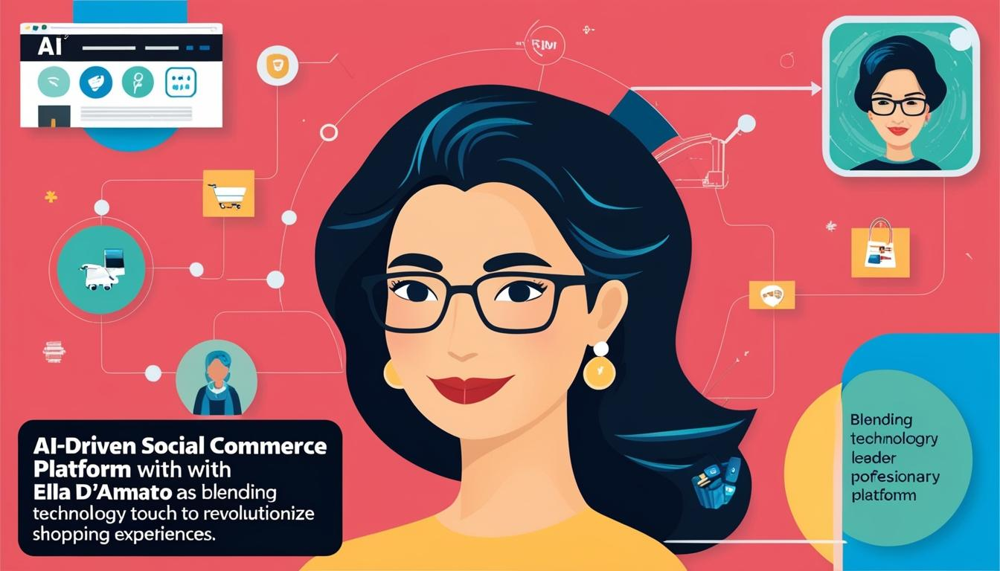 AI
AI-Driven Social Commerce
Platform with with
Ella D'Amato as blending
technology touch to revolutionize
shopping experiences.
Blending
technology
leader
pofesionary
platform